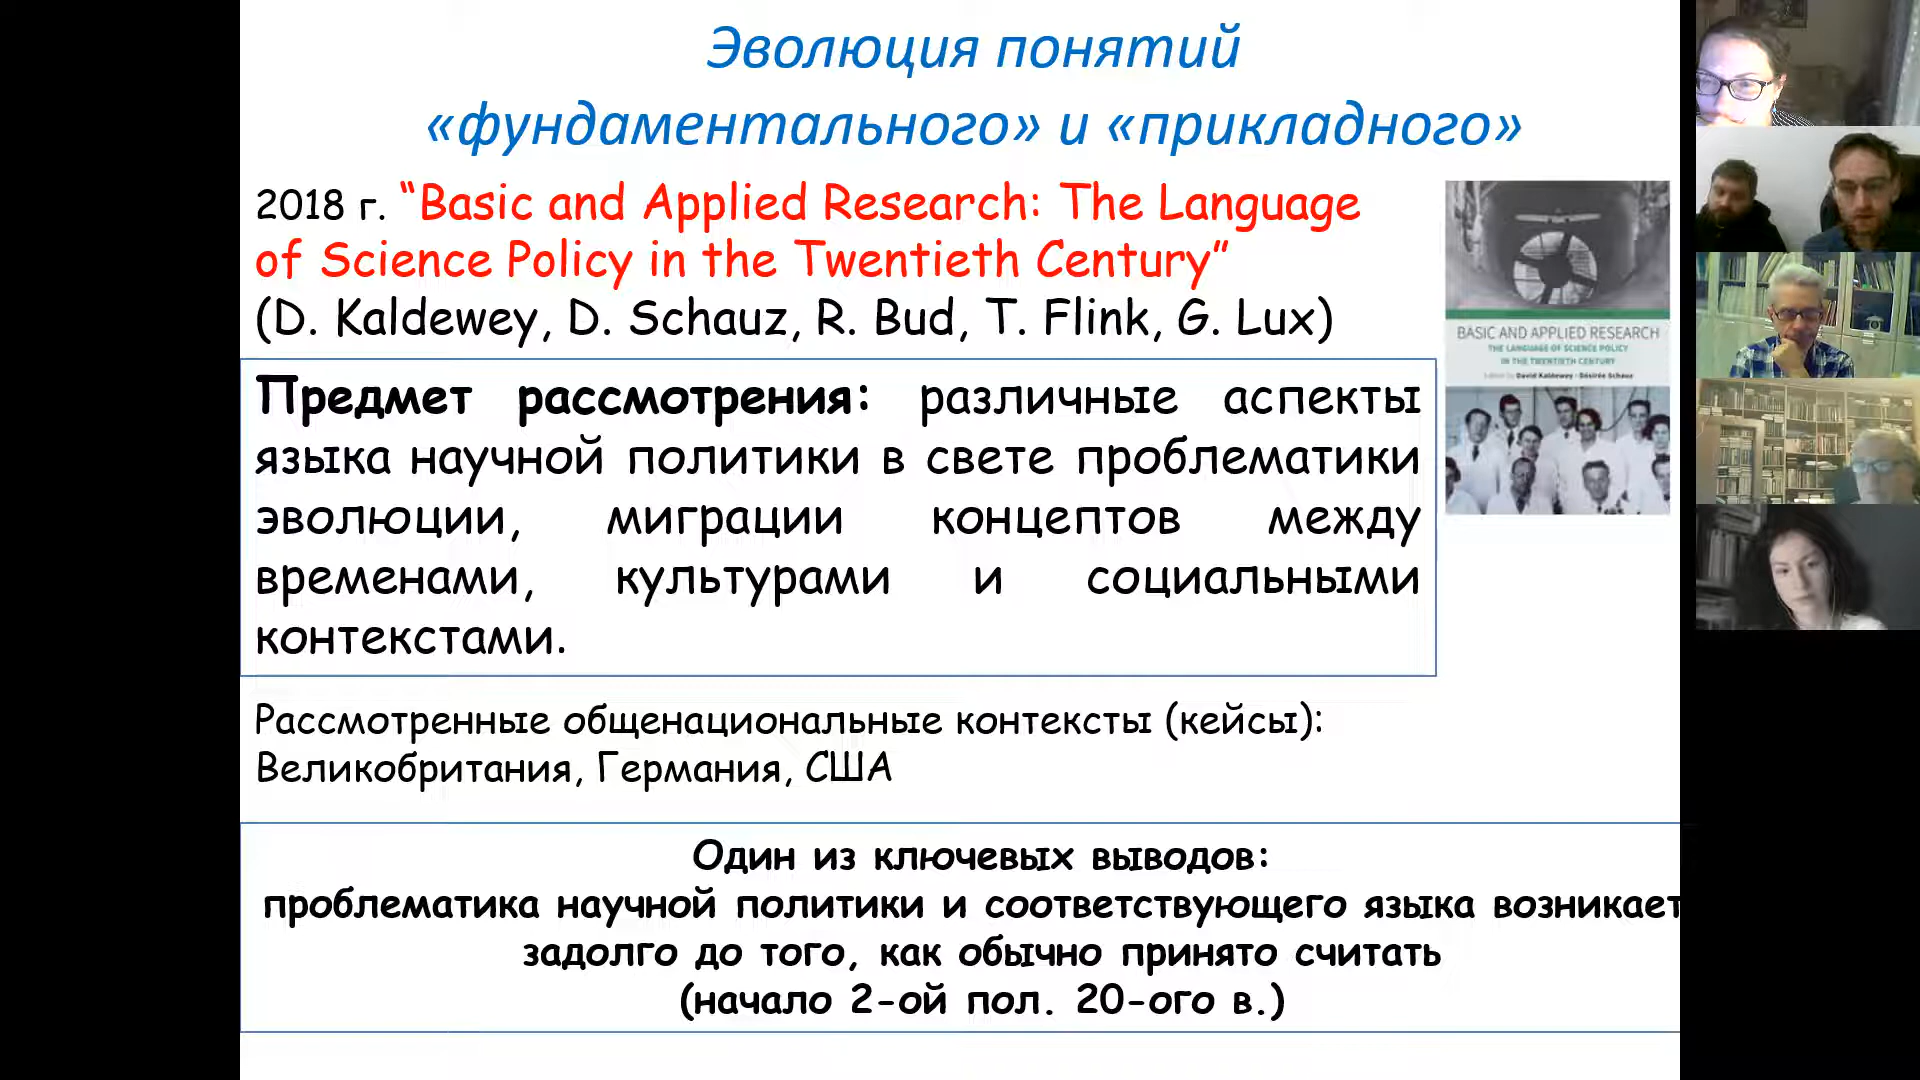 Эволюция понятий
«фундаментального» и «прикладного»
2018 г. “Basic and Applied Research: The Language
of Science Policy in the Twentieth Century”
(D. Kaldewey, D. Schauz, R. Bud, T. Flink, G. Lux)
BASIC AND APPLIED RESEARCH
THE LANGUAGE OF SCIENCE POLICY
IN THE TWENTIETH CENTURY
David Kaldewey · Désirée Schauz
Предмет рассмотрения: различные аспекты
языка научной политики в свете проблематики
эволюции, миграции концептов между
временами, культурами и социальными
контекстами.
Рассмотренные общенациональные контексты (кейсы):
Великобритания, Германия, США
Один из ключевых выводов:
проблематика научной политики и соответствующего языка возникает
задолго до того, как обычно принято считать
(начало 2-ой пол. 20-ого в.)